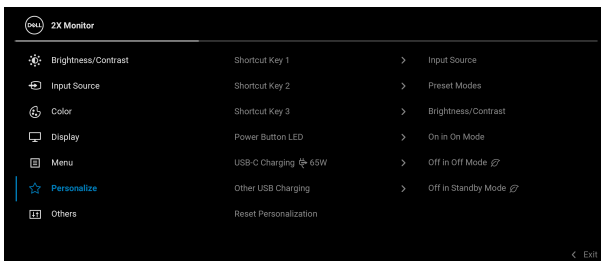 DELL 2X Monitor
Brightness/Contrast Shortcut Key 1 > Input Source
Input Source Shortcut Key 2 > Preset Modes
Color Shortcut Key 3 > Brightness/Contrast
Display Power Button LED > On in On Mode
Menu USB-C Charging 65W > Off in Off Mode
Personalize Other USB Charging > Off in Standby Mode
Others Reset Personalization
< Exit